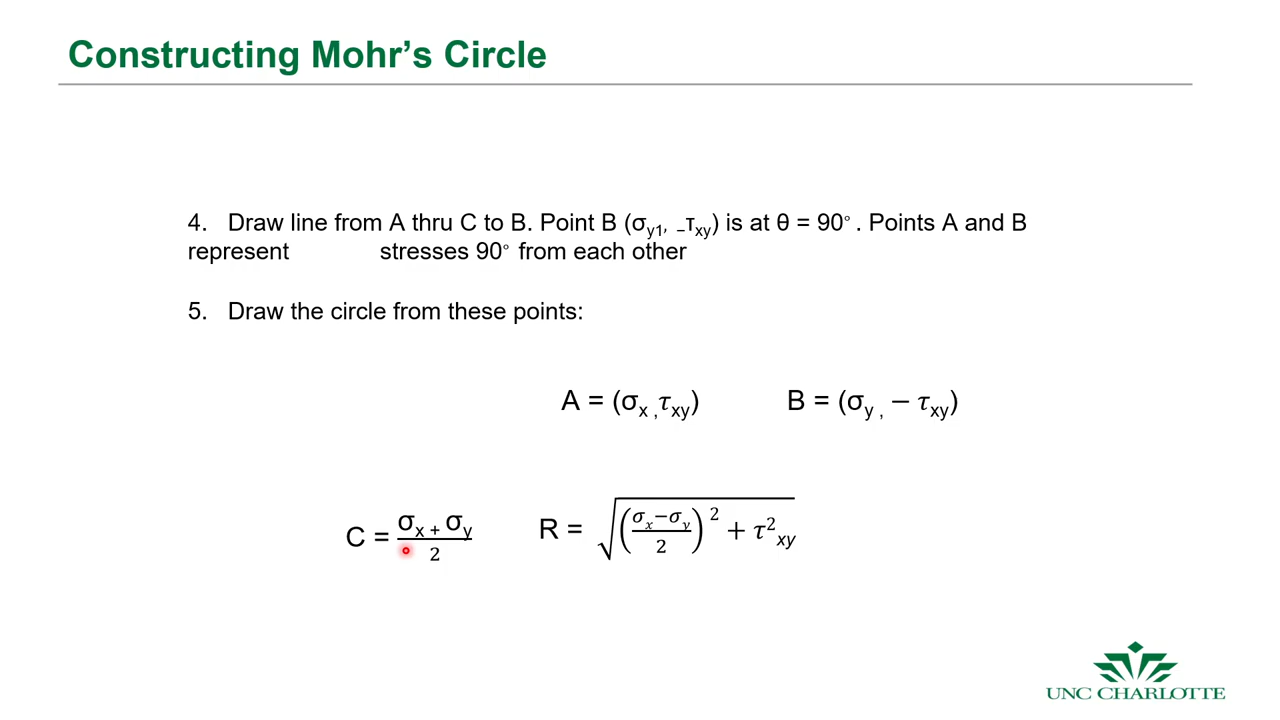 Constructing Mohr's Circle
4. Draw line from A thru C to B. Point B (σy1, −τxy) is at θ = 90°. Points A and B
represent stresses 90° from each other
5. Draw the circle from these points:
A = (σx ,τxy) B = (σy , − τxy)
C = σx + σy / 2 R = √((σx−σy / 2)² + τ²xy)
UNC CHARLOTTE